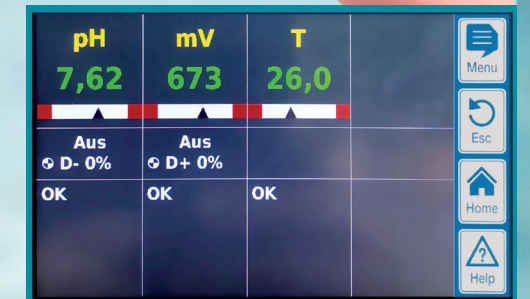 pH mV T
7,62 673 26,0
Aus Aus
D- 0% D+ 0%
OK OK OK
Menu
Esc
Home
?
Help